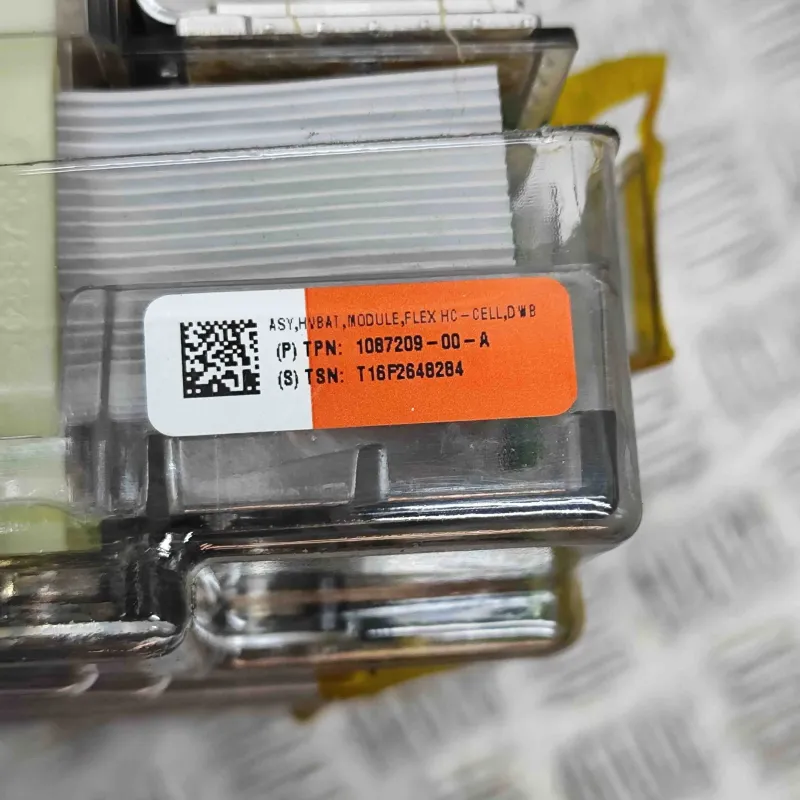 ASY,HVBAT,MODULE,FLEX HC-CELL,DWB
(P) TPN: 1087209-00-A
(S) TSN: T16F2648284